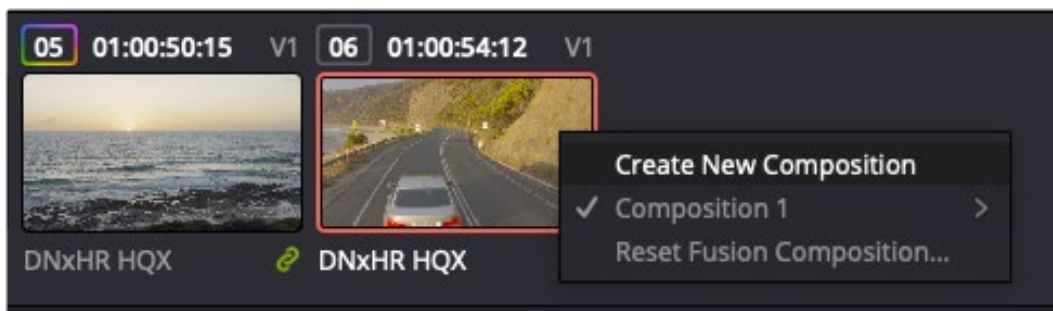 05 01:00:50:15 V1 06 01:00:54:12 V1
Create New Composition
Composition 1
Reset Fusion Composition...
DNxHR HQX DNxHR HQX